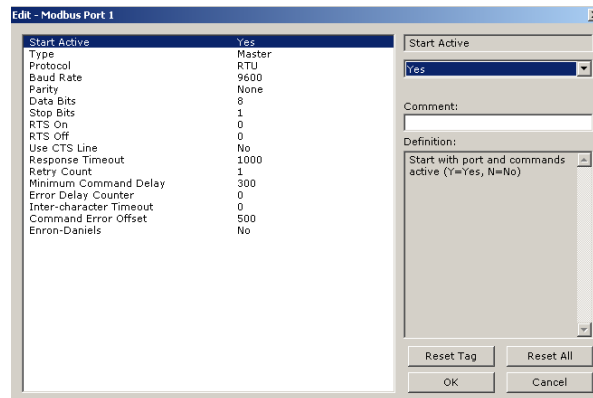 Edit - Modbus Port 1
Start Active Yes
Type Master
Protocol RTU
Baud Rate 9600
Parity None
Data Bits 8
Stop Bits 1
RTS On 0
RTS Off 0
Use CTS Line No
Response Timeout 1000
Retry Count 1
Minimum Command Delay 300
Error Delay Counter 0
Inter-character Timeout 0
Command Error Offset 500
Enron-Daniels No
Start Active
Yes
Comment:
Definition:
Start with port and commands
active (Y=Yes, N=No)
Reset Tag Reset All
OK Cancel